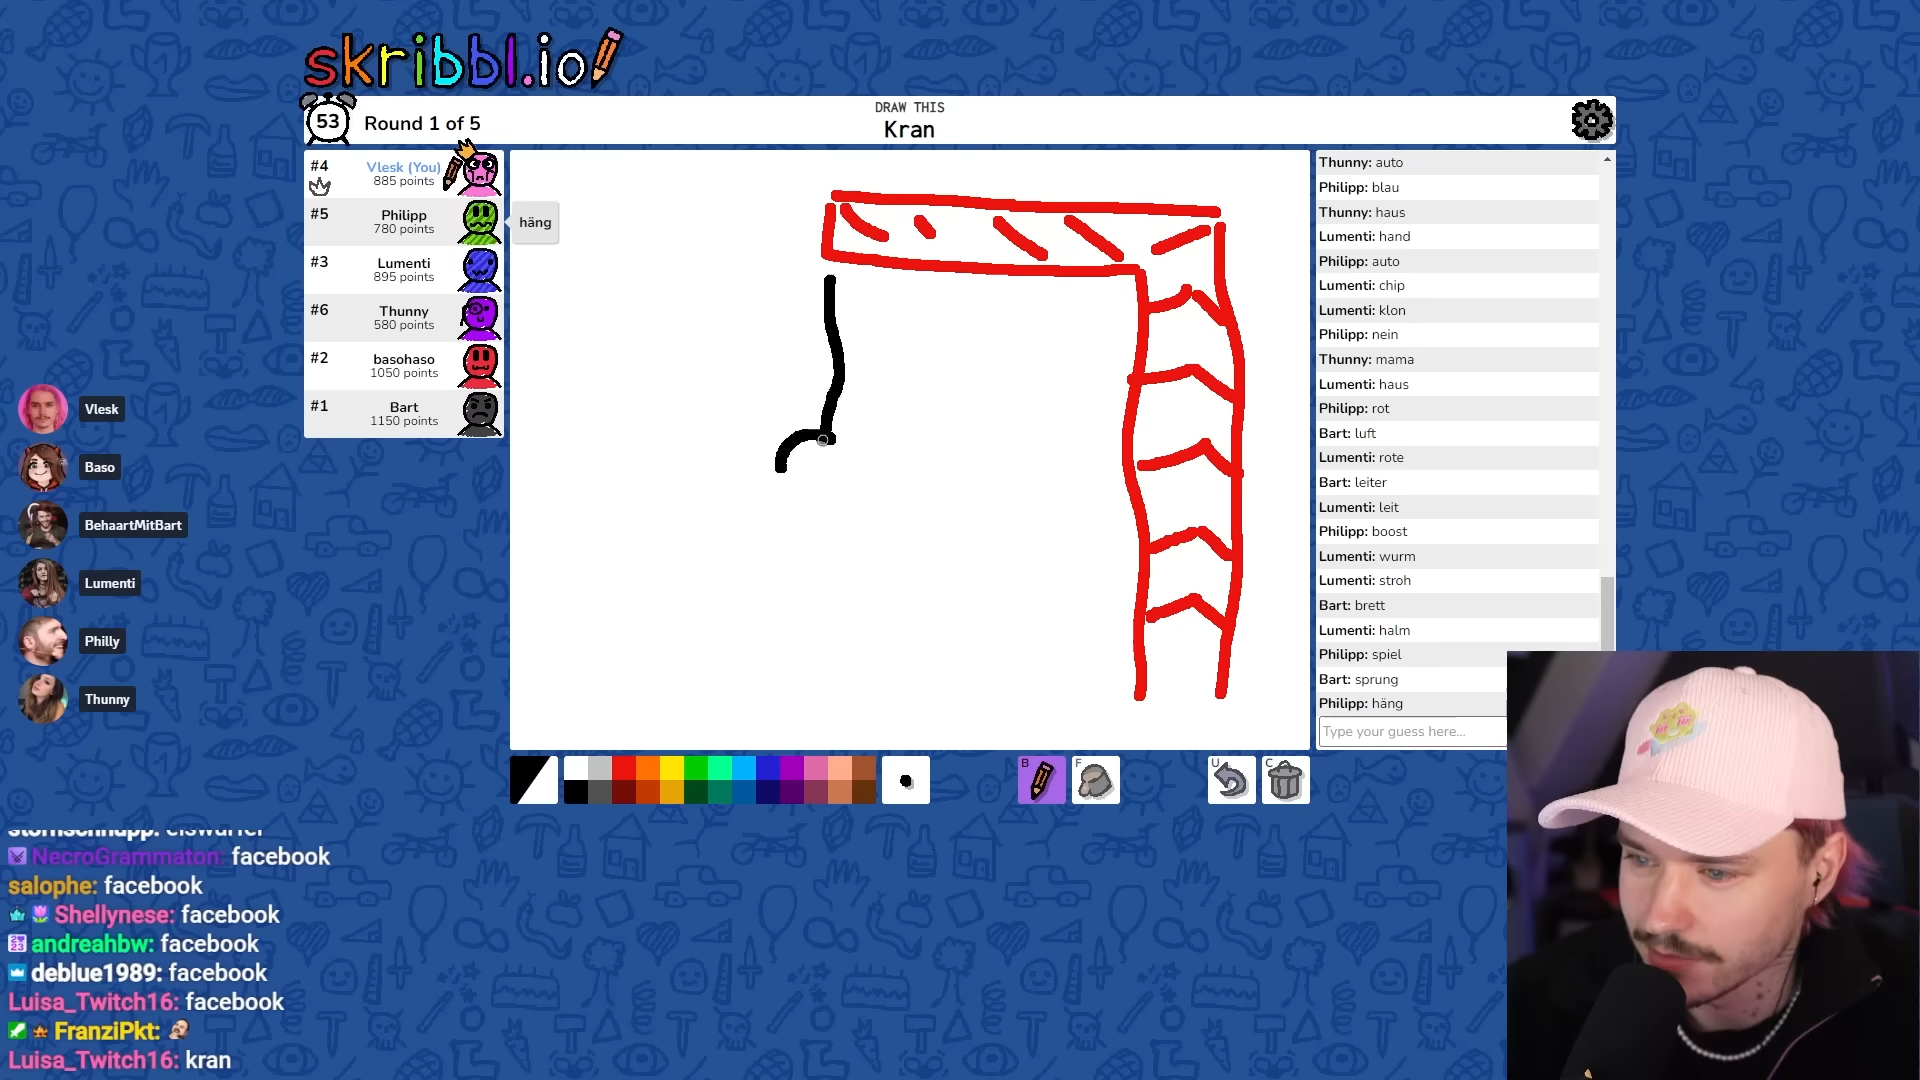 skribbl.io
53
Round 1 of 5
DRAW THIS
Kran
#4
Vlesk (You)
885 points
#5
Philipp
780 points
häng
#3
Lumenti
895 points
#6
Thunny
580 points
#2
basohaso
1050 points
#1
Bart
1150 points
Thunny: auto
Philipp: blau
Thunny: haus
Lumenti: hand
Philipp: auto
Lumenti: chip
Lumenti: klon
Philipp: nein
Thunny: mama
Lumenti: haus
Philipp: rot
Bart: luft
Lumenti: rote
Bart: leiter
Lumenti: leit
Philipp: boost
Lumenti: wurm
Lumenti: stroh
Bart: brett
Lumenti: halm
Philipp: spiel
Bart: sprung
Philipp: häng
Type your guess here...
B
F
U
C
Vlesk
Baso
BehaartMitBart
Lumenti
Philly
Thunny
NecroGrammaton: facebook
salophe: facebook
Shellynese: facebook
andreahbw: facebook
deblue1989: facebook
Luisa_Twitch16: facebook
FranziPkt:
Luisa_Twitch16: kran